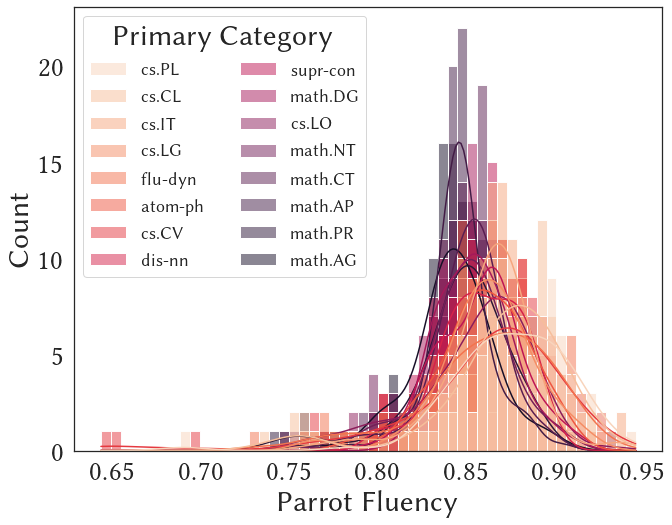 Primary Category
cs.PL
cs.CL
cs.IT
cs.LG
flu-dyn
atom-ph
cs.CV
dis-nn
supr-con
math.DG
cs.LO
math.NT
math.CT
math.AP
math.PR
math.AG
Count
20
15
10
5
0
0.65 0.70 0.75 0.80 0.85 0.90 0.95
Parrot Fluency